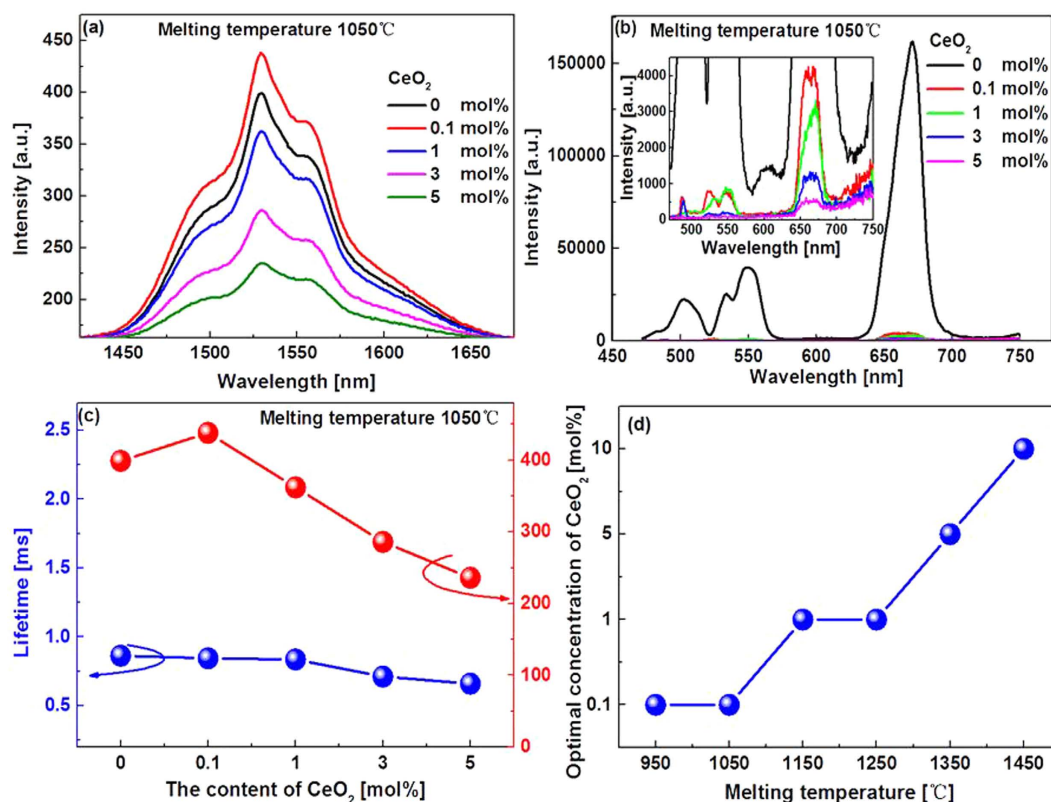 (a)
Melting temperature 1050℃
CeO2
0 mol%
0.1 mol%
1 mol%
3 mol%
5 mol%
450
400
350
300
250
200
Intensity [a.u.]
1450 1500 1550 1600 1650
Wavelength [nm]
(b) Melting temperature 1050℃
CeO2
0 mol%
0.1 mol%
1 mol%
3 mol%
5 mol%
150000
100000
50000
0
Intensity [a.u.]
4000
3000
2000
1000
0
Intensity [a.u.]
500 550 600 650 700 750
Wavelength [nm]
450 500 550 600 650 700 750
Wavelength [nm]
(c) Melting temperature 1050℃
2.5
2.0
1.5
1.0
0.5
Lifetime [ms]
400
300
200
100
0
Intensity [a.u.]
0 0.1 1 3 5
The content of CeO2 [mol%]
(d)
10
5
1
0.1
Optimal concentration of CeO2 [mol%]
950 1050 1150 1250 1350 1450
Melting temperature [℃]